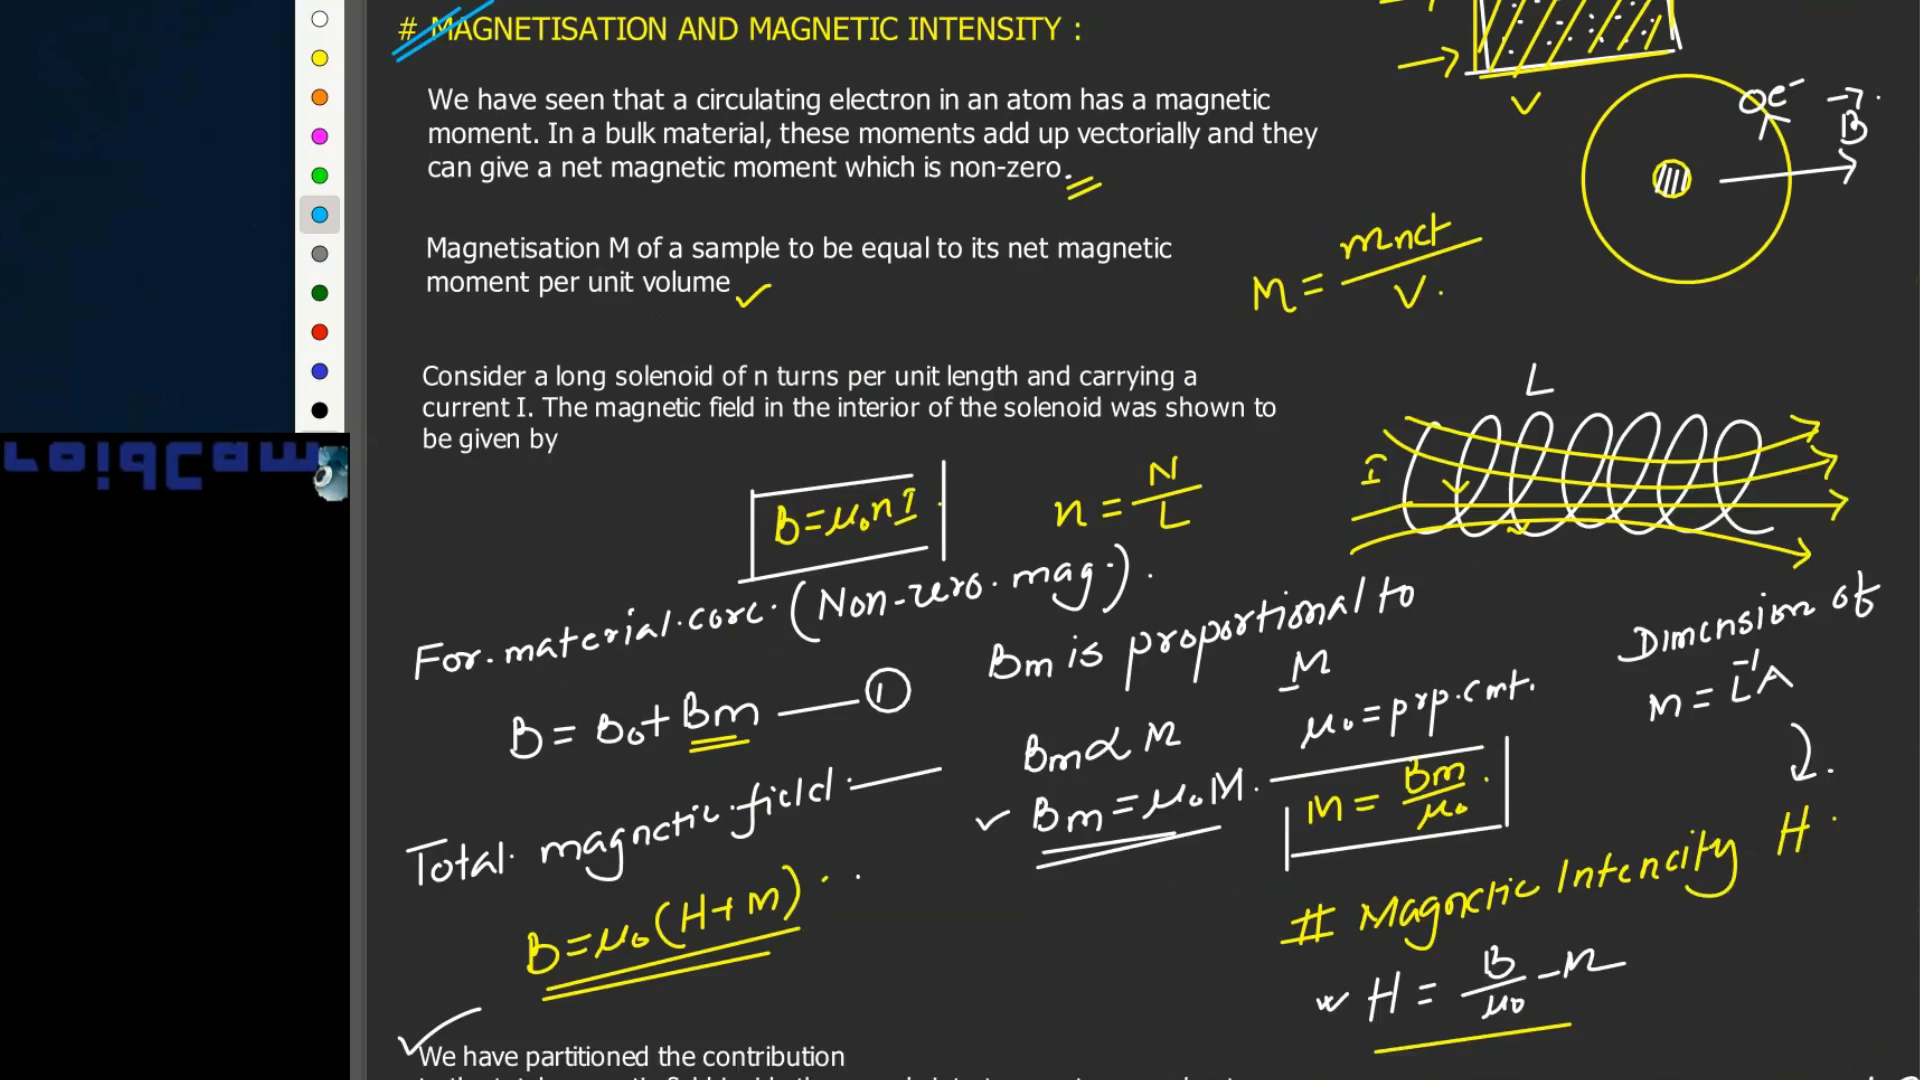 # MAGNETISATION AND MAGNETIC INTENSITY :
We have seen that a circulating electron in an atom has a magnetic
moment. In a bulk material, these moments add up vectorially and they
can give a net magnetic moment which is non-zero.
V
e⁻
B
Magnetisation M of a sample to be equal to its net magnetic
moment per unit volume
M = mnet / V
Consider a long solenoid of n turns per unit length and carrying a
current I. The magnetic field in the interior of the solenoid was shown to
be given by
L
I
B = μ₀nI
n = N / L
For material core (Non-zero mag.)
B = B₀ + Bm — ①
Total magnetic field
B = μ₀(H+M)
Bm is proportional to
M
Bm ∝ M
μ₀ = prp. cnt.
Bm = μ₀M
M = Bm / μ₀
Dimension of
M = L⁻¹A
# Magnetic Intencity H
H = B / μ₀ - M
We have partitioned the contribution